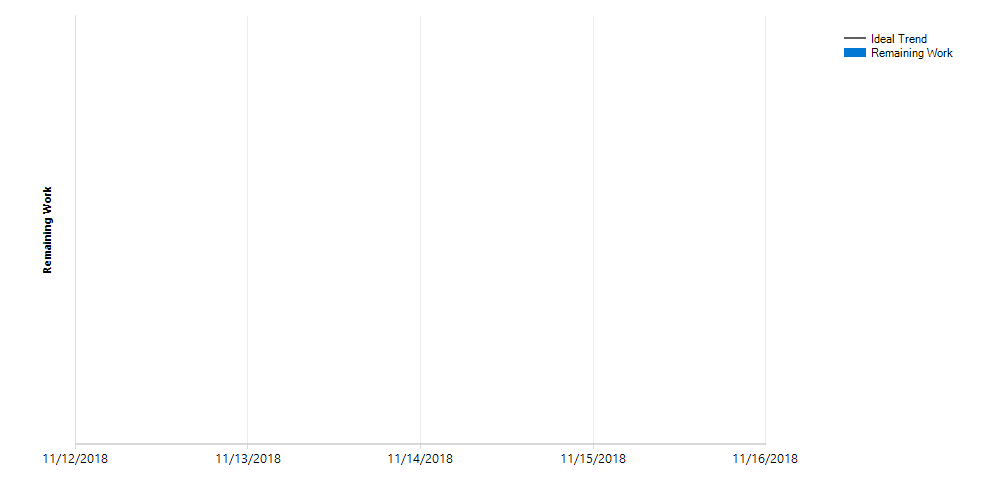 Ideal Trend
Remaining Work
Remaining Work
11/12/2018
11/13/2018
11/14/2018
11/15/2018
11/16/2018